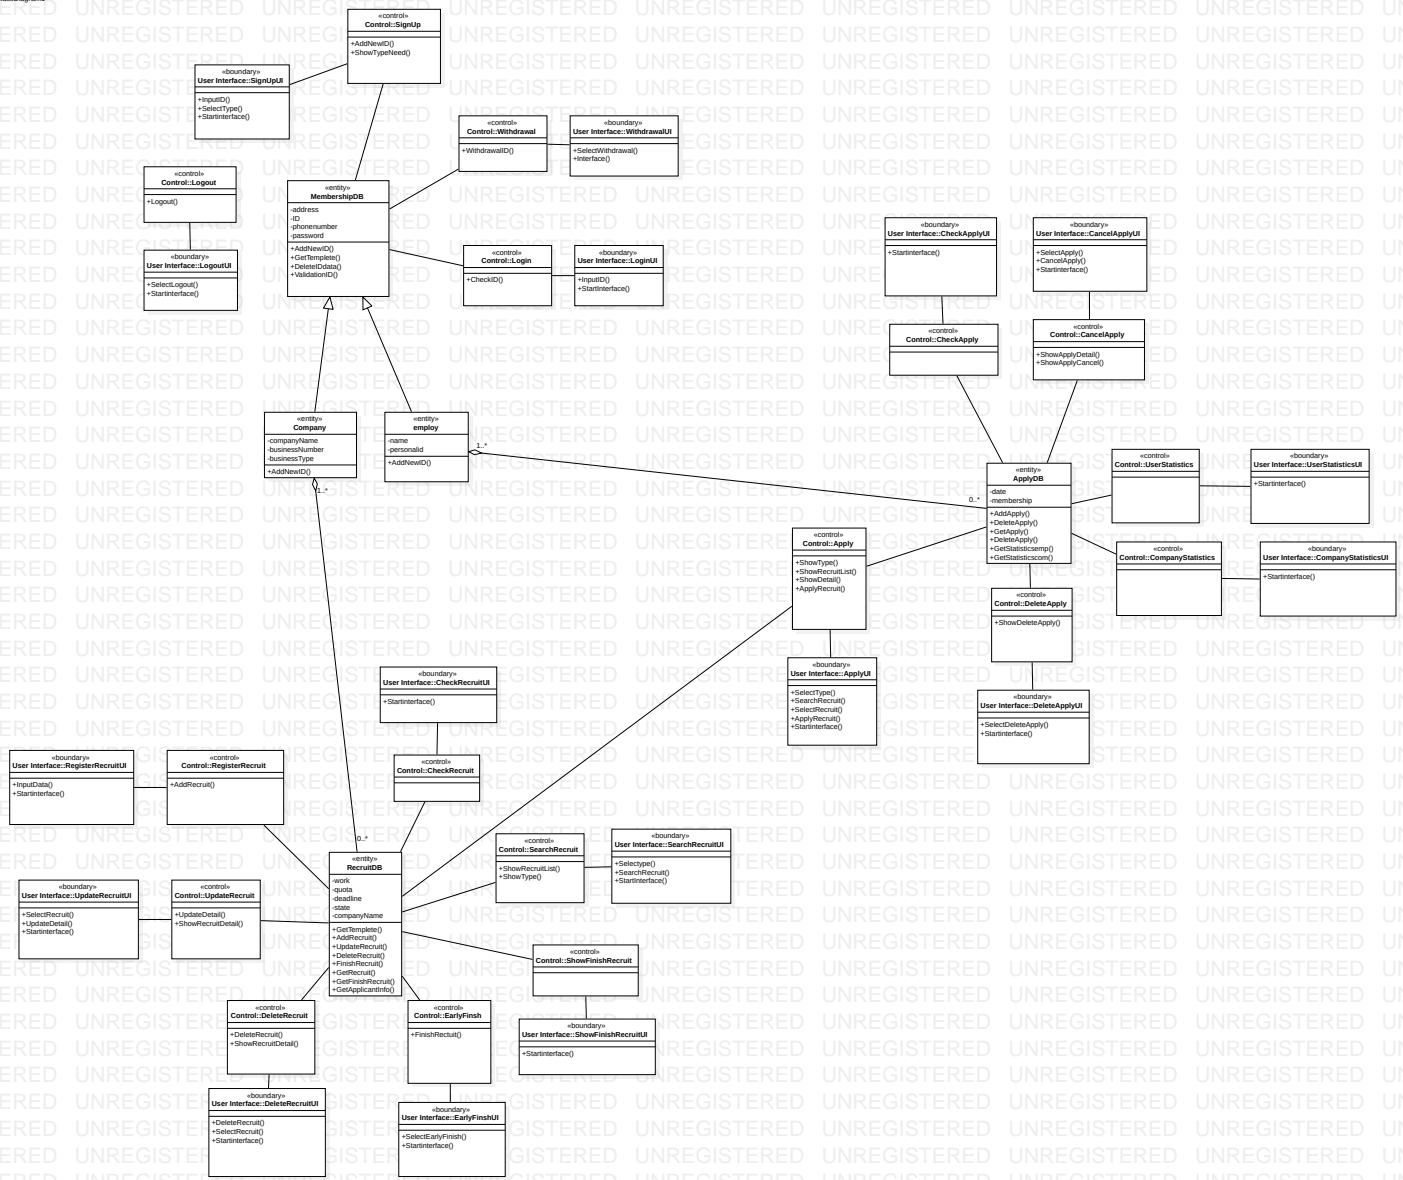 «control»
Control::SignUp
+AddNewID()
+ShowTypeNeed()
«boundary»
User Interface::SignUpUI
+InputID()
+SelectType()
+Startinterface()
«control»
Control::Withdrawal
+WithdrawalID()
«boundary»
User Interface::WithdrawalUI
+SelectWithdrawal()
+Interface()
«control»
Control::Logout
+Logout()
«boundary»
User Interface::LogoutUI
+SelectLogout()
+Startinterface()
«entity»
MembershipDB
-address
-ID
-phonenumber
-password
+AddNewID()
+GetTemplete()
+DeleteIDdata()
+ValidationID()
«control»
Control::Login
+CheckID()
«boundary»
User Interface::LoginUI
+InputID()
+StartInterface()
«boundary»
User Interface::CheckApplyUI
+Startinterface()
«boundary»
User Interface::CancelApplyUI
+SelectApply()
+CancelApply()
+Startinterface()
«control»
Control::CheckApply
«control»
Control::CancelApply
+ShowApplyDetail()
+ShowApplyCancel()
«entity»
Company
-companyName
-businessNumber
-businessType
+AddNewID()
1..*
«entity»
employ
-name
-personalid
+AddNewID()
1..*
0..*
«entity»
ApplyDB
-date
-membership
+AddApply()
+DeleteApply()
+GetApply()
+DeleteApply()
+GetStatisticsemp()
+GetStatisticscom()
«control»
Control::UserStatistics
«boundary»
User Interface::UserStatisticsUI
+Startinterface()
«control»
Control::CompanyStatistics
«boundary»
User Interface::CompanyStatisticsUI
+Startinterface()
«control»
Control::Apply
+ShowType()
+ShowRecruitList()
+ShowDetail()
+ApplyRecruit()
«control»
Control::DeleteApply
+ShowDeleteApply()
«boundary»
User Interface::ApplyUI
+SelectType()
+SearchRecruit()
+SelectRecruit()
+ApplyRecruit()
+Startinterface()
«boundary»
User Interface::DeleteApplyUI
+SelectDeleteApply()
+Startinterface()
«boundary»
User Interface::CheckRecruitUI
+Startinterface()
«control»
Control::CheckRecruit
«boundary»
User Interface::RegisterRecruitUI
+InputData()
+Startinterface()
«control»
Control::RegisterRecruit
+AddRecruit()
0..*
«entity»
RecruitDB
-work
-quota
-deadline
-state
-companyName
+GetTemplete()
+AddRecruit()
+UpdateRecruit()
+DeleteRecruit()
+FinishRecruit()
+GetRecruit()
+GetFinishRecruit()
+GetApplicantInfo()
«control»
Control::SearchRecruit
+ShowRecruitList()
+ShowType()
«boundary»
User Interface::SearchRecruitUI
+Selectype()
+SearchRecruit()
+StartInterface()
«boundary»
User Interface::UpdateRecruitUI
+SelectRecruit()
+UpdateDetail()
+Startinterface()
«control»
Control::UpdateRecruit
+UpdateDetail()
+ShowRecruitDetail()
«control»
Control::ShowFinishRecruit
«boundary»
User Interface::ShowFinishRecruitUI
+Startinterface()
«control»
Control::DeleteRecruit
+DeleteRecruit()
+ShowRecruitDetail()
«control»
Control::EarlyFinsh
+FinishRectuit()
«boundary»
User Interface::DeleteRecruitUI
+DeleteRecruit()
+SelectRecruit()
+Startinterface()
«boundary»
User Interface::EarlyFinshUI
+SelectEarlyFinish()
+Startinterface()
UNREGISTERED